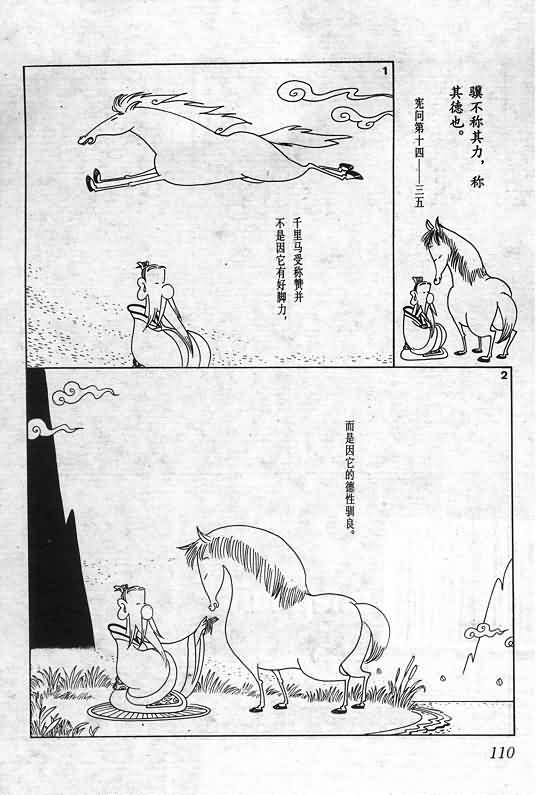 骥不称其力，称
其德也。
宪问第十四——三五
1
千里马受称赞并
不是因它有好脚力，
2
而是因它的德性驯良。
110